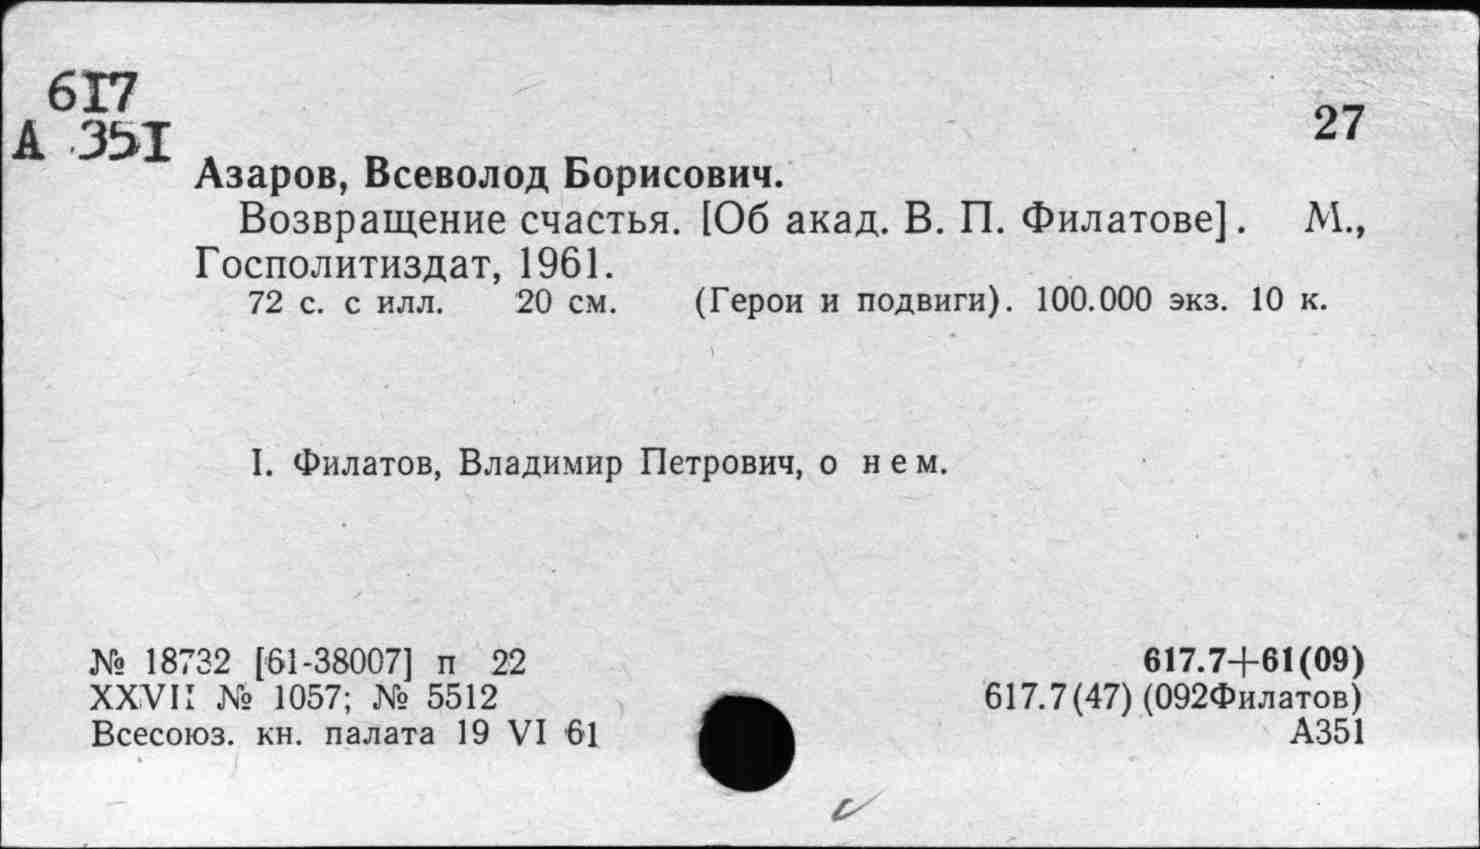 617
А 351
27
Азаров, Всеволод Борисович.
Возвращение счастья. [Об акад. В. П. Филатове]. М.,
Госполитиздат, 1961.
72 с. с илл. 20 см. (Герои и подвиги). 100.000 экз. 10 к.
I. Филатов, Владимир Петрович, о нем.
№ 18732 [61-38007] п 22
XXVII № 1057; № 5512
Всесоюз. кн. палата 19 VI 61
617.7+61(09)
617.7(47)(092Филатов)
А351